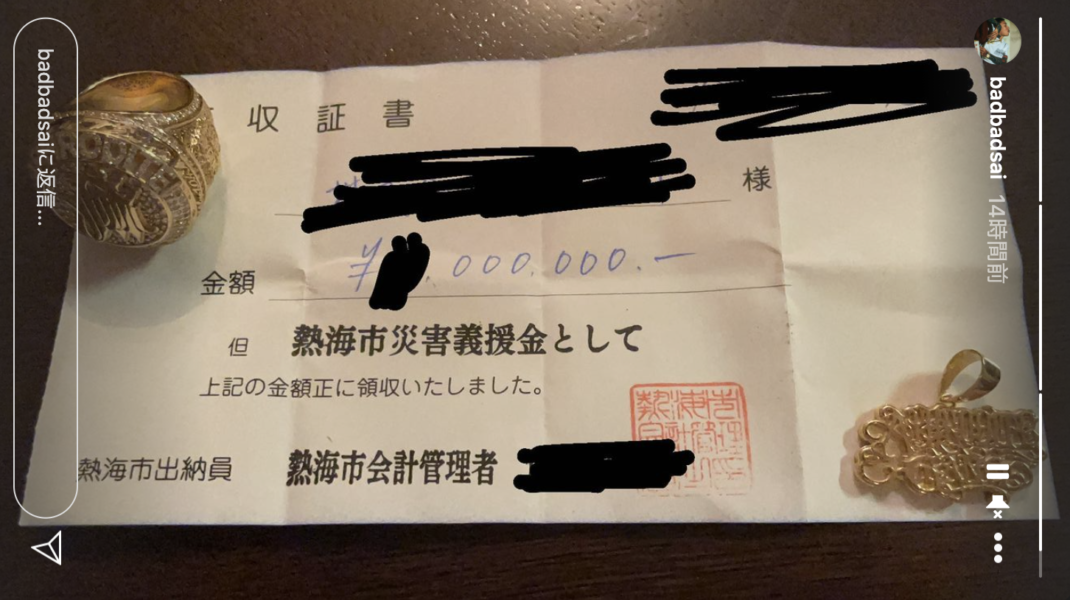 収証書
様
金額 ¥ .000,000.-
但 熱海市災害義援金として
上記の金額正に領収いたしました。
熱海市出納員 熱海市会計管理者
badbadsai 14時間前
badbadsaiに返信...